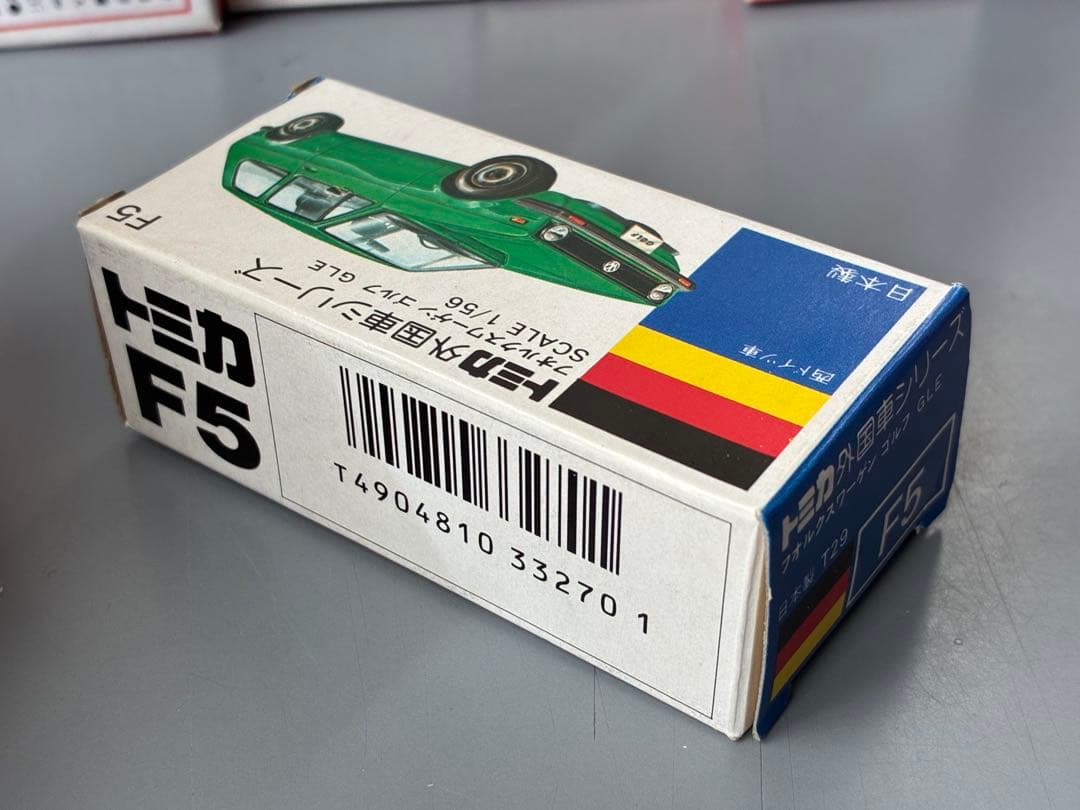 トミカ
F5
T4904810 33270 1
F5
トミカ外国車シリーズ
フォルクスワーゲン ゴルフ GLE
SCALE 1/56
GOLF
西ドイツ車
日本製
トミカ外国車シリーズ
フォルクスワーゲン ゴルフ GLE
日本製 T29
F5